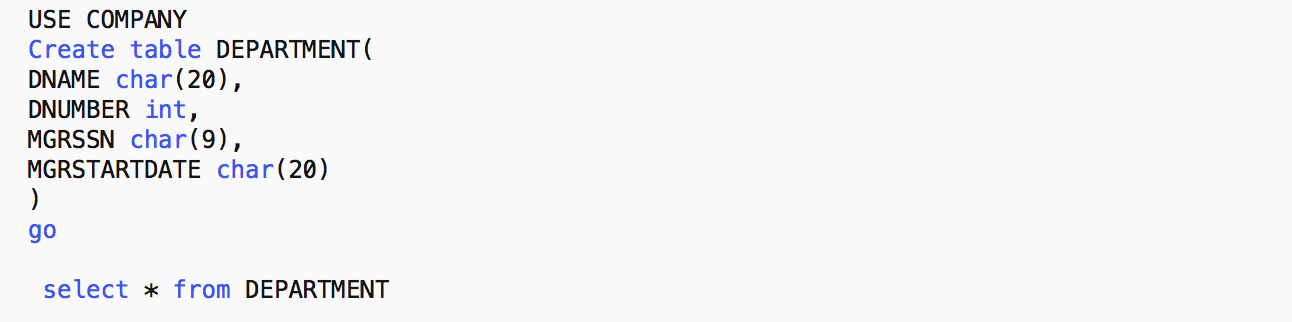 USE COMPANY
Create table DEPARTMENT(
DNAME char(20),
DNUMBER int,
MGRSSN char(9),
MGRSTARTDATE char(20)
)
go
select * from DEPARTMENT